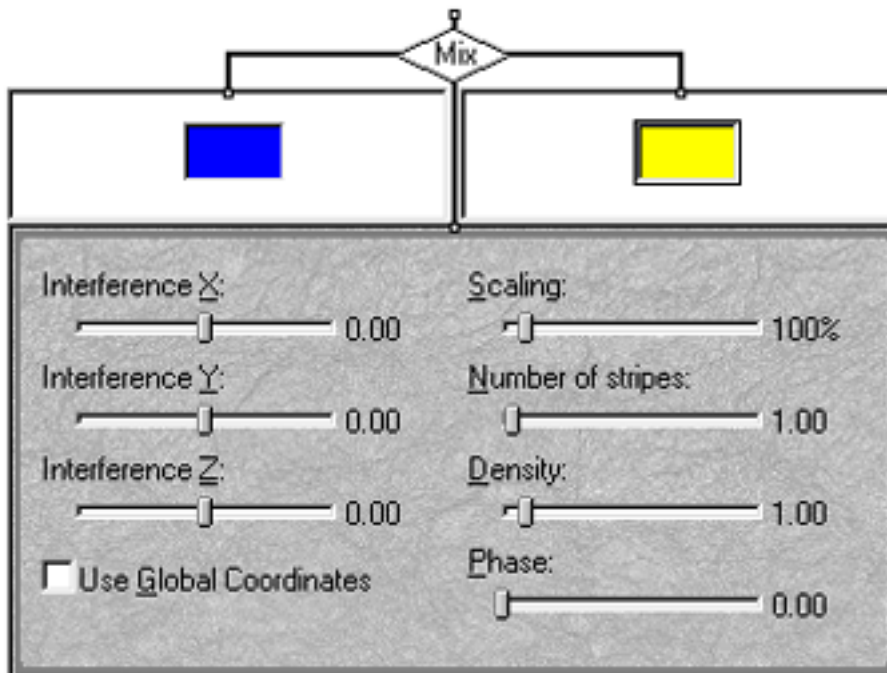 Mix
Interference X:
0.00
Interference Y:
0.00
Interference Z:
0.00
Use Global Coordinates
Scaling:
100%
Number of stripes:
1.00
Density:
1.00
Phase:
0.00